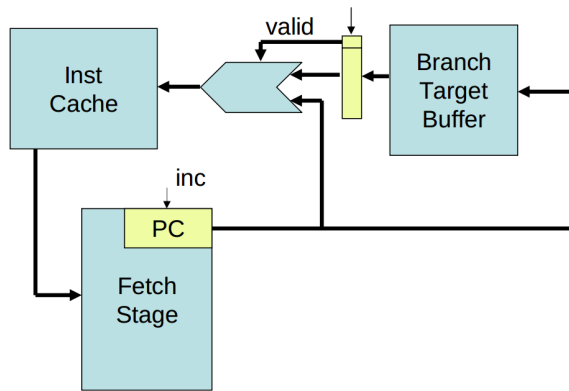 valid
Inst
Cache
Branch
Target
Buffer
inc
PC
Fetch
Stage